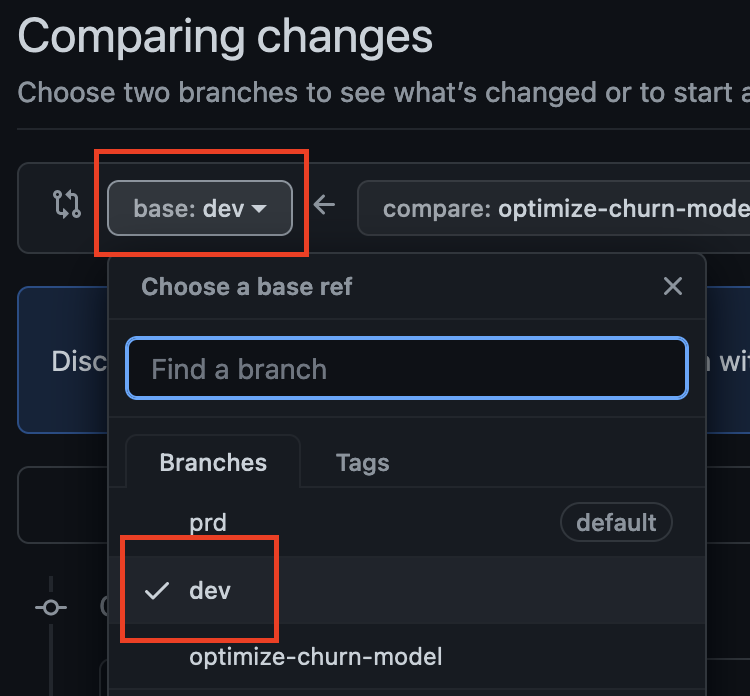 Comparing changes
Choose two branches to see what's changed or to start
base: dev
compare: optimize-churn-mode
Choose a base ref
Disc
Find a branch
Branches Tags
prd default
dev
optimize-churn-model